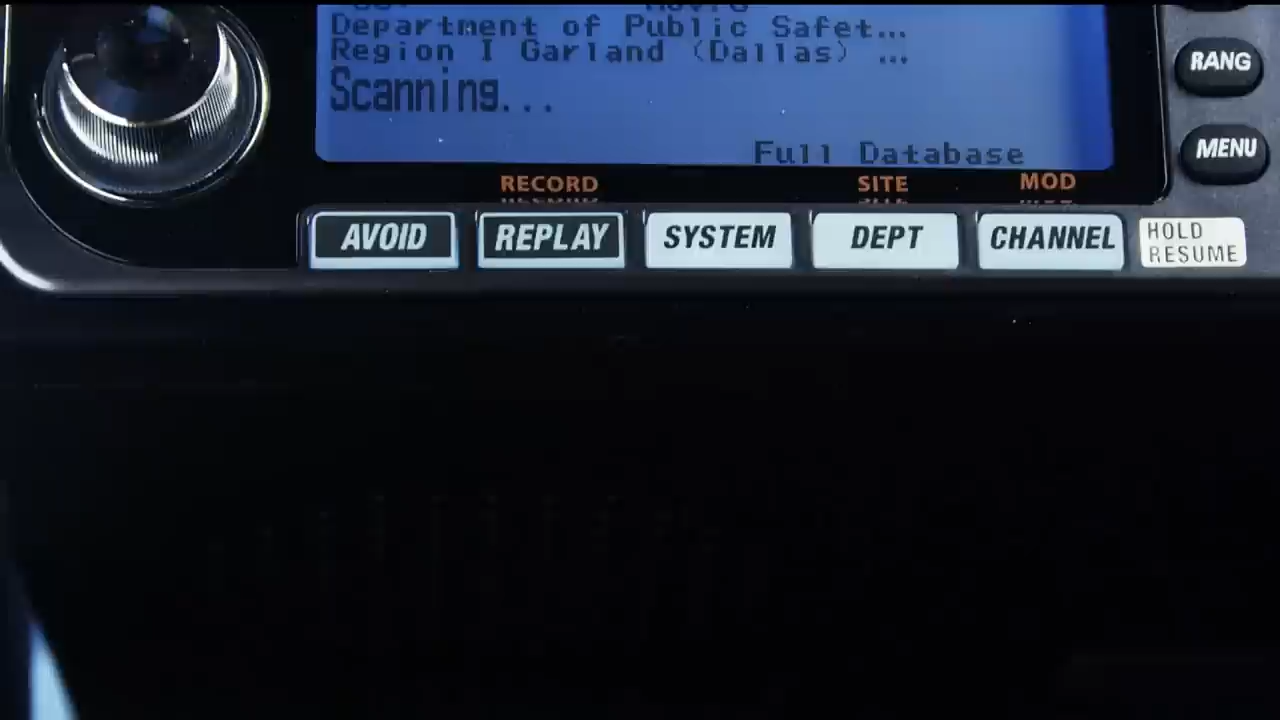 Department of Public Safet...
Region I Garland (Dallas) ...
Scanning...
Full Database
RECORD
SITE
MOD
RANG
MENU
AVOID
REPLAY
SYSTEM
DEPT
CHANNEL
HOLD
RESUME